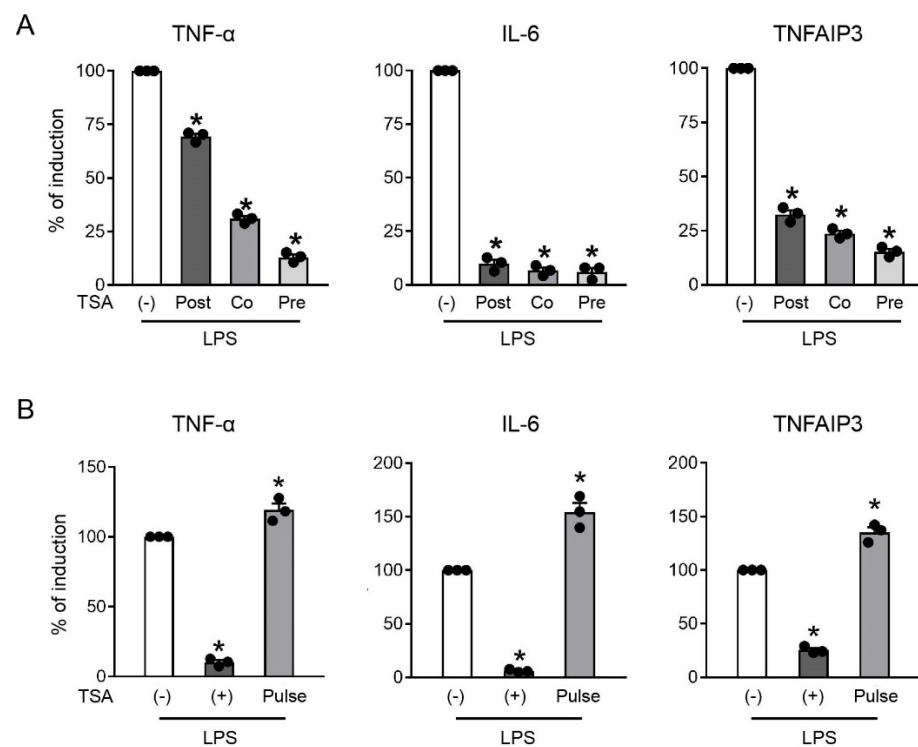 A
TNF-α IL-6 TNFAIP3
% of induction
100 100 100
75 75 75
50 50 50
25 25 25
0 0 0
* * * * * * * * *
TSA (-) Post Co Pre (-) Post Co Pre (-) Post Co Pre
LPS LPS LPS
B
TNF-α IL-6 TNFAIP3
% of induction
150 200 200
100 150 150
50 100 100
0 50 50
0 0
* * * * * *
TSA (-) (+) Pulse (-) (+) Pulse (-) (+) Pulse
LPS LPS LPS